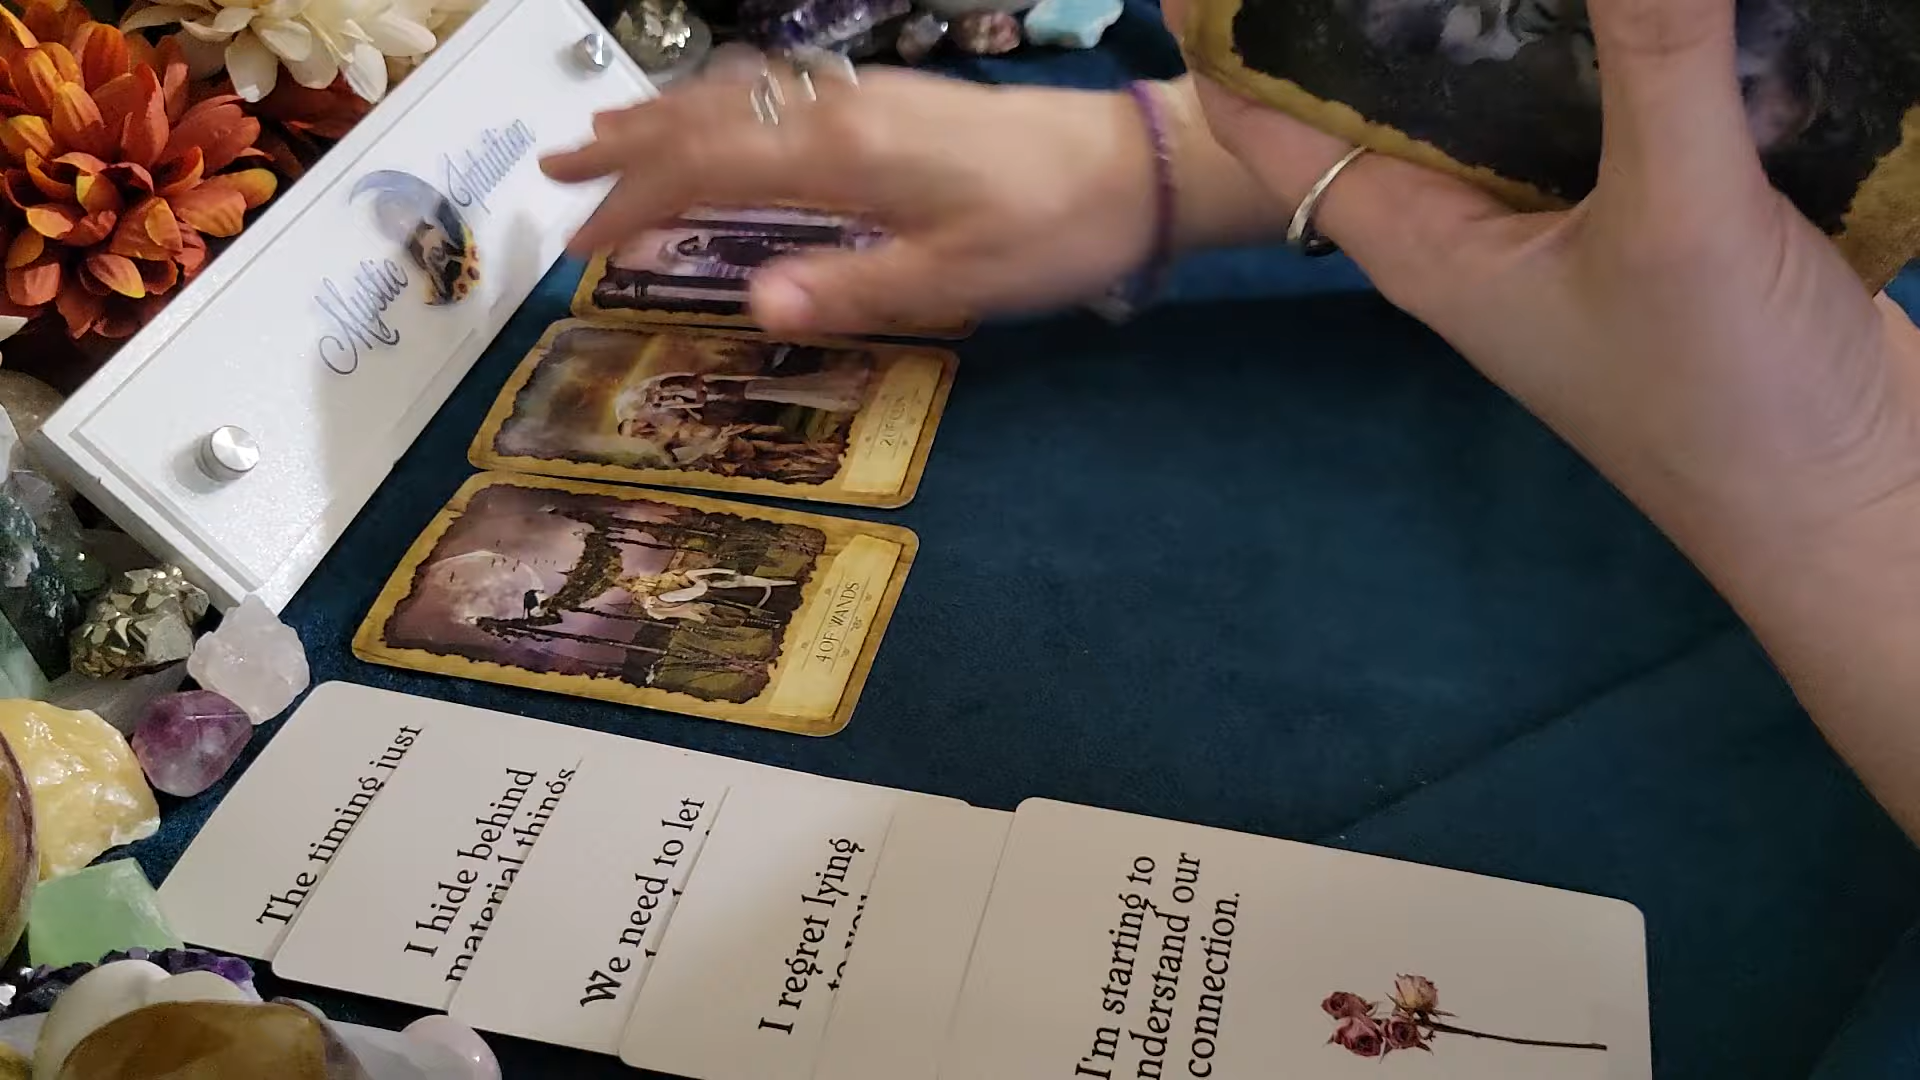 Mystic Intuition
2 OF CUPS
4 OF WANDS
The timing just
I hide behind
material things
We need to let
I regret lying
to you
I'm starting to
understand our
connection.